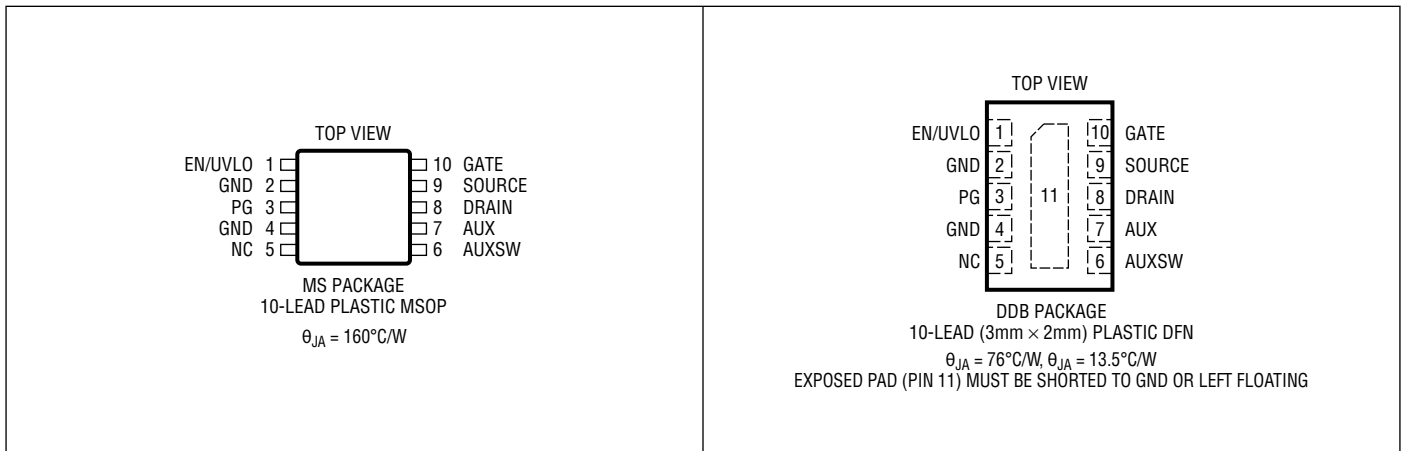 TOP VIEW
EN/UVLO 1 10 GATE
GND 2 9 SOURCE
PG 3 8 DRAIN
GND 4 7 AUX
NC 5 6 AUXSW
MS PACKAGE
10-LEAD PLASTIC MSOP
θJA = 160°C/W
TOP VIEW
EN/UVLO 1 10 GATE
GND 2 9 SOURCE
PG 3 11 8 DRAIN
GND 4 7 AUX
NC 5 6 AUXSW
DDB PACKAGE
10-LEAD (3mm × 2mm) PLASTIC DFN
θJA = 76°C/W, θJA = 13.5°C/W
EXPOSED PAD (PIN 11) MUST BE SHORTED TO GND OR LEFT FLOATING